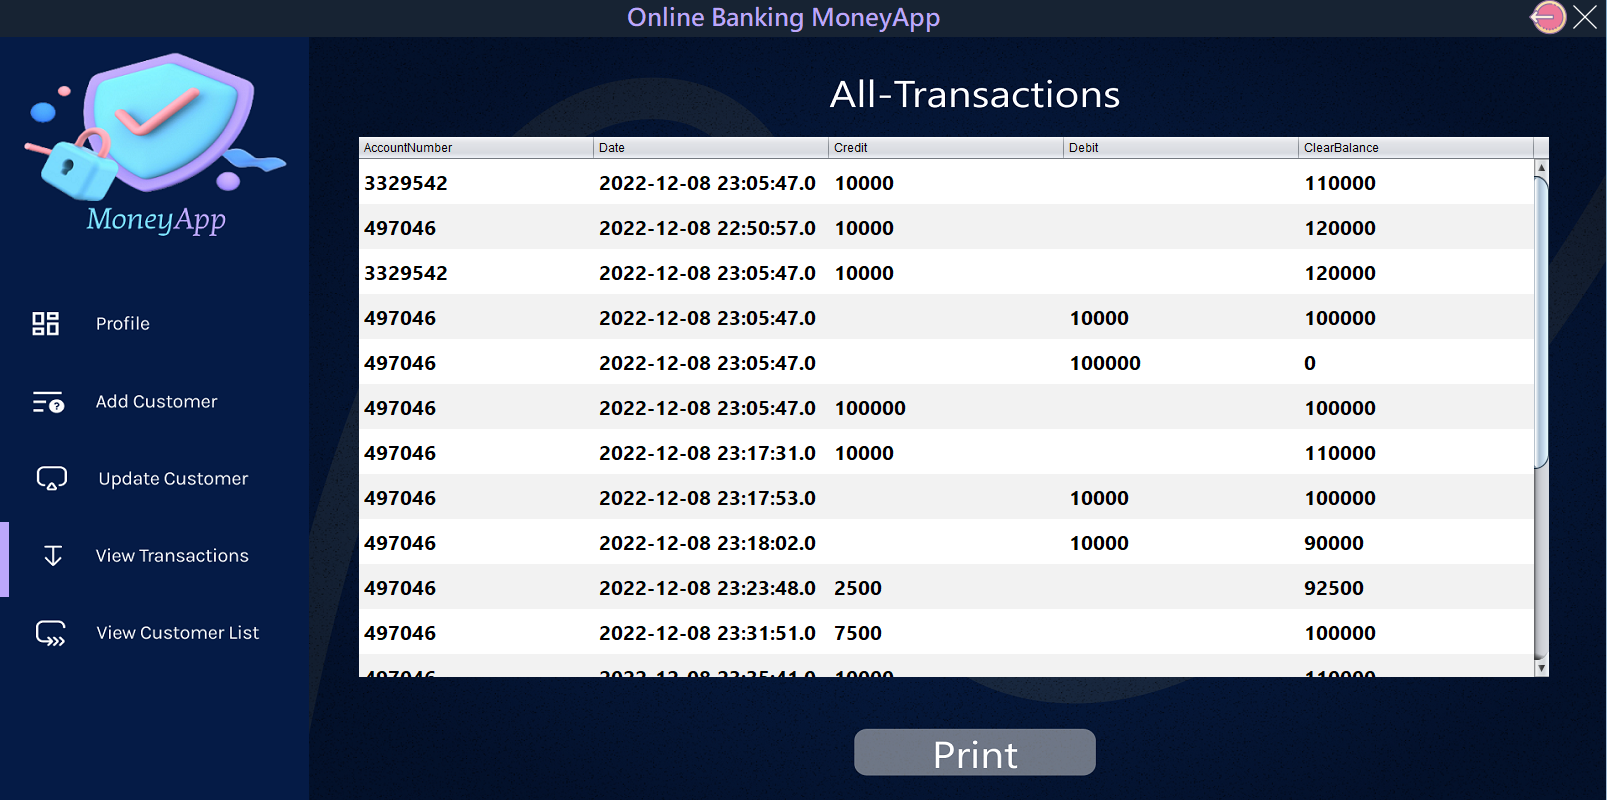 Online Banking MoneyApp
MoneyApp
Profile
Add Customer
Update Customer
View Transactions
View Customer List
All-Transactions
AccountNumber Date Credit Debit ClearBalance
3329542 2022-12-08 23:05:47.0 10000 110000
497046 2022-12-08 22:50:57.0 10000 120000
3329542 2022-12-08 23:05:47.0 10000 120000
497046 2022-12-08 23:05:47.0 10000 100000
497046 2022-12-08 23:05:47.0 100000 0
497046 2022-12-08 23:05:47.0 100000 100000
497046 2022-12-08 23:17:31.0 10000 110000
497046 2022-12-08 23:17:53.0 10000 100000
497046 2022-12-08 23:18:02.0 10000 90000
497046 2022-12-08 23:23:48.0 2500 92500
497046 2022-12-08 23:31:51.0 7500 100000
Print